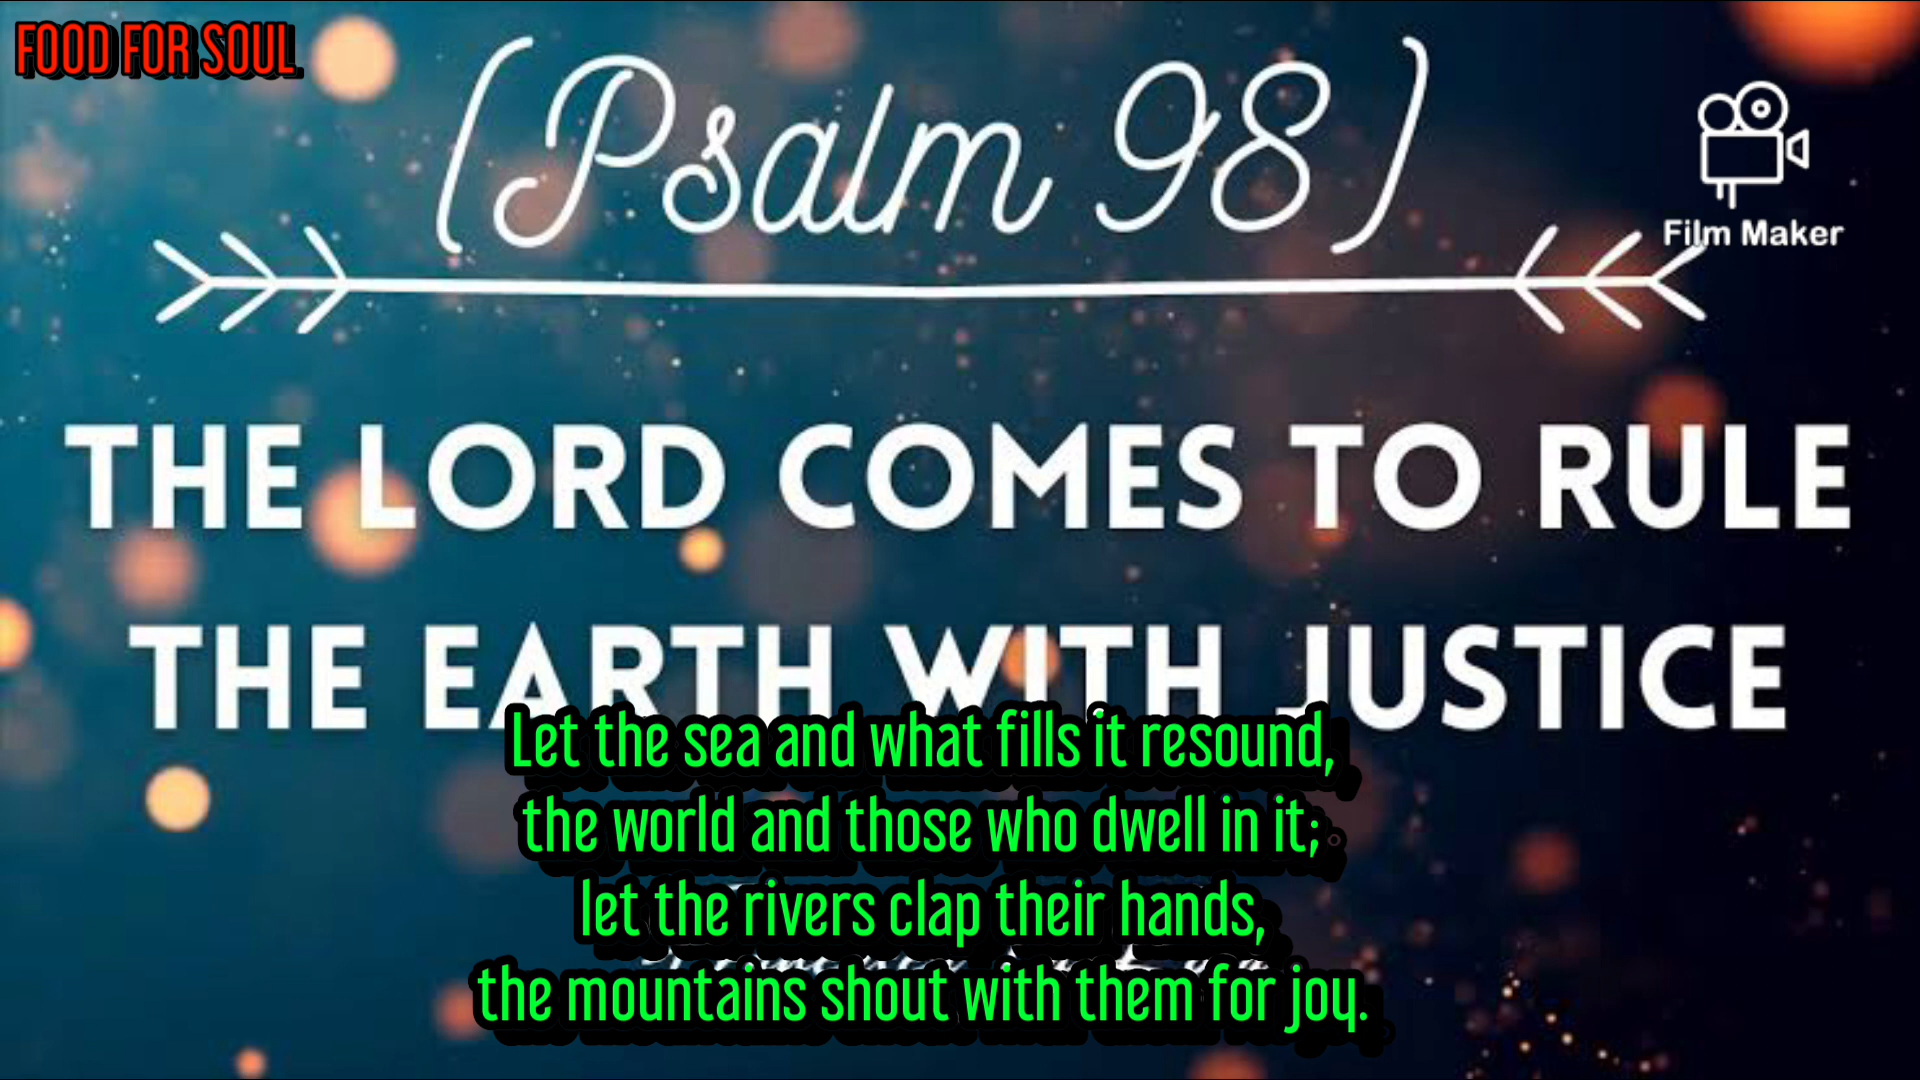 FOOD FOR SOUL.
(Psalm 98)
Film Maker
THE LORD COMES TO RULE
THE EARTH WITH JUSTICE
Let the sea and what fills it resound,
the world and those who dwell in it;
let the rivers clap their hands,
the mountains shout with them for joy.